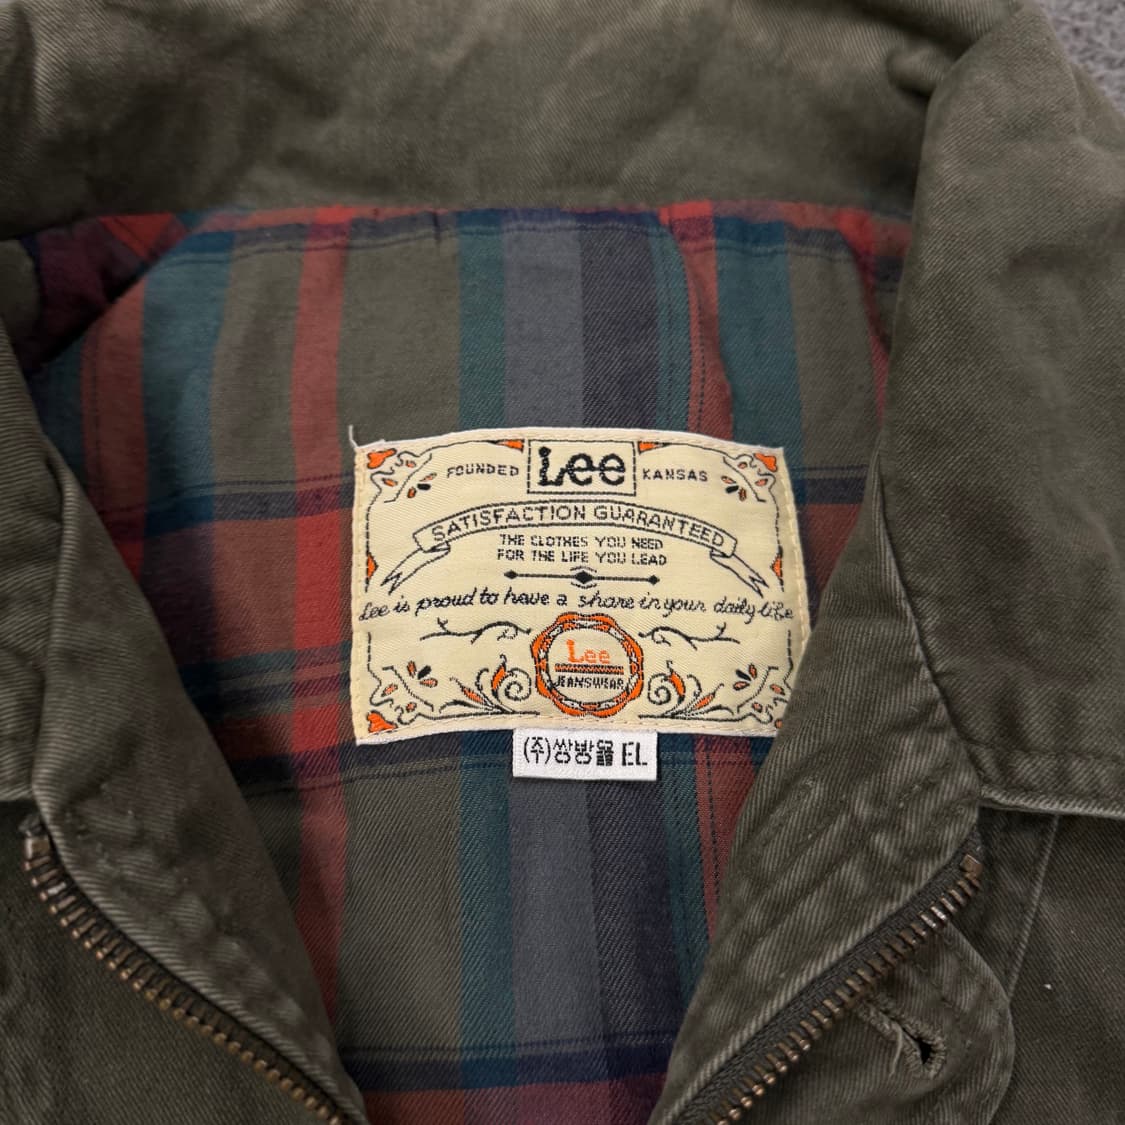 FOUNDED Lee KANSAS
SATISFACTION GUARANTEED
THE CLOTHES YOU NEED
FOR THE LIFE YOU LEAD
Lee is proud to have a share in your daily life
Lee
JEANSWEAR
(주)쌍방울 EL